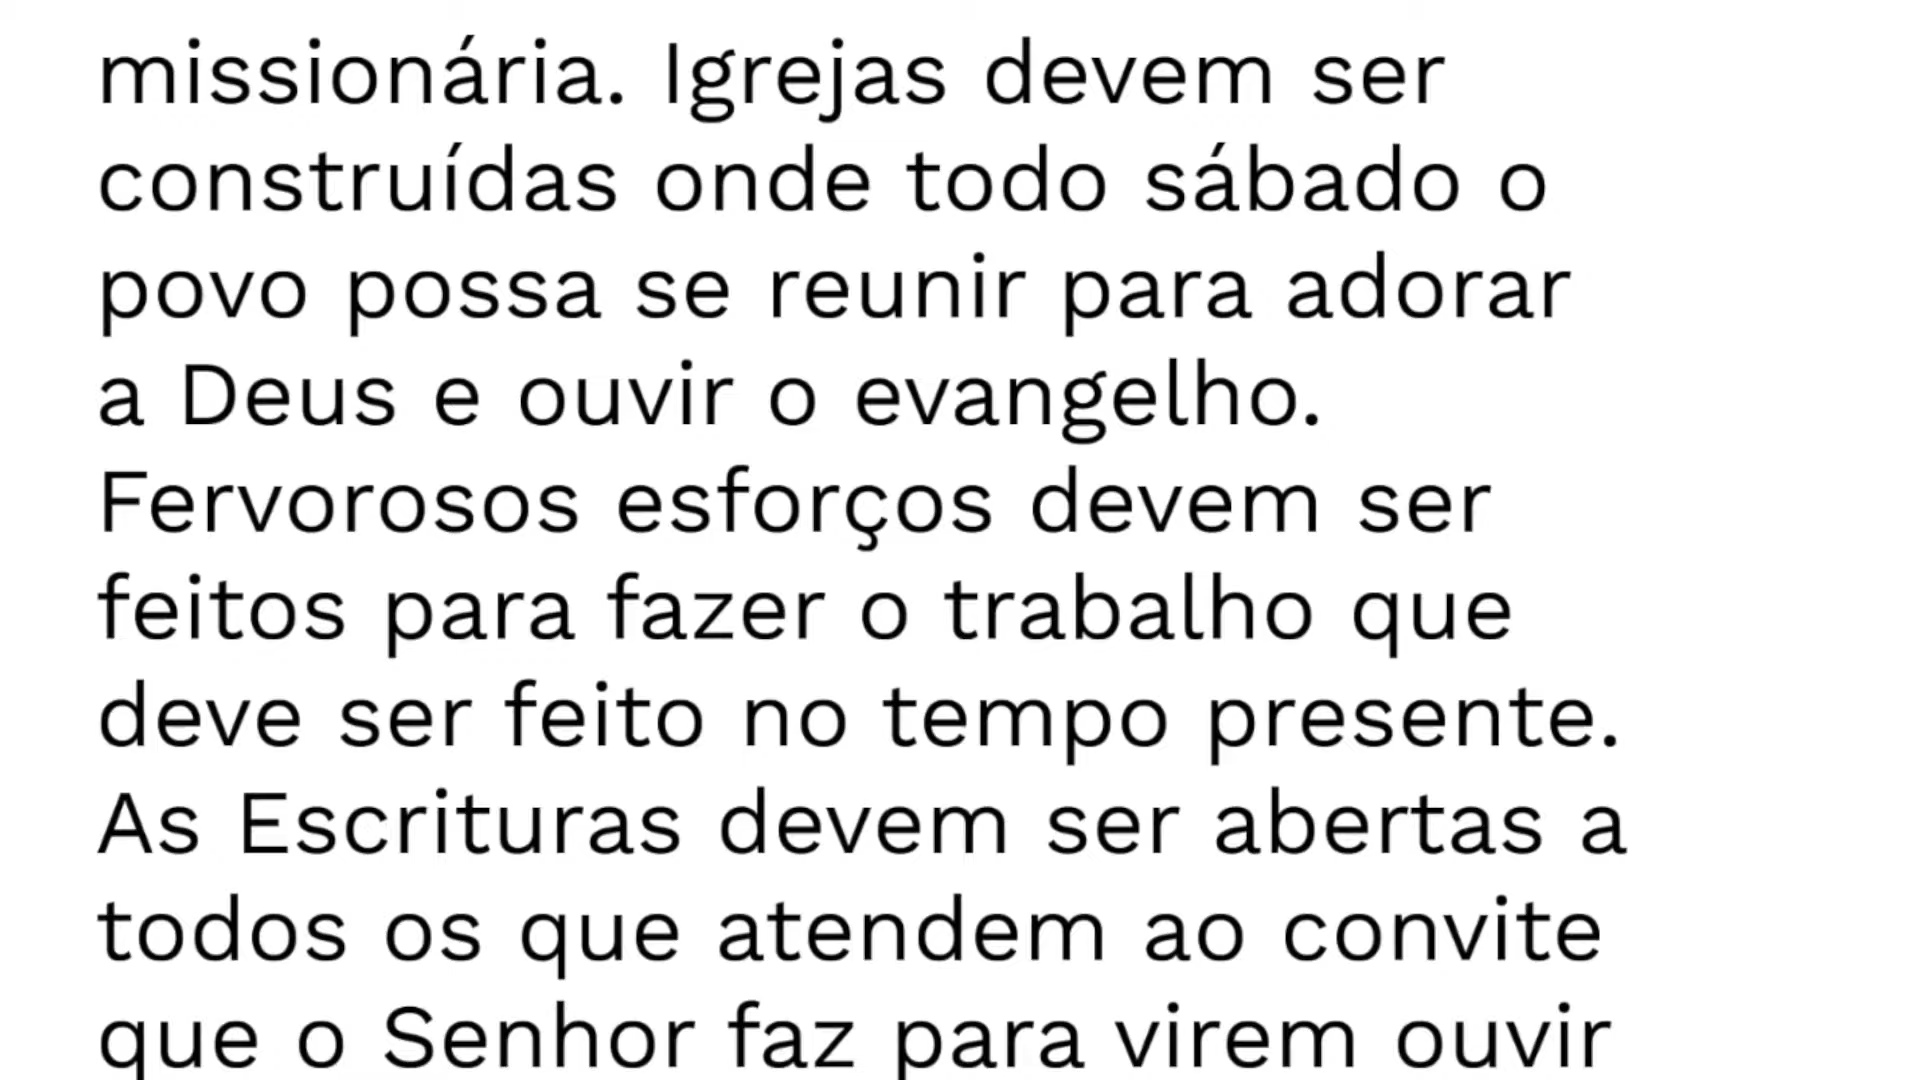 missionária. Igrejas devem ser
construídas onde todo sábado o
povo possa se reunir para adorar
a Deus e ouvir o evangelho.
Fervorosos esforços devem ser
feitos para fazer o trabalho que
deve ser feito no tempo presente.
As Escrituras devem ser abertas a
todos os que atendem ao convite
que o Senhor faz para virem ouvir